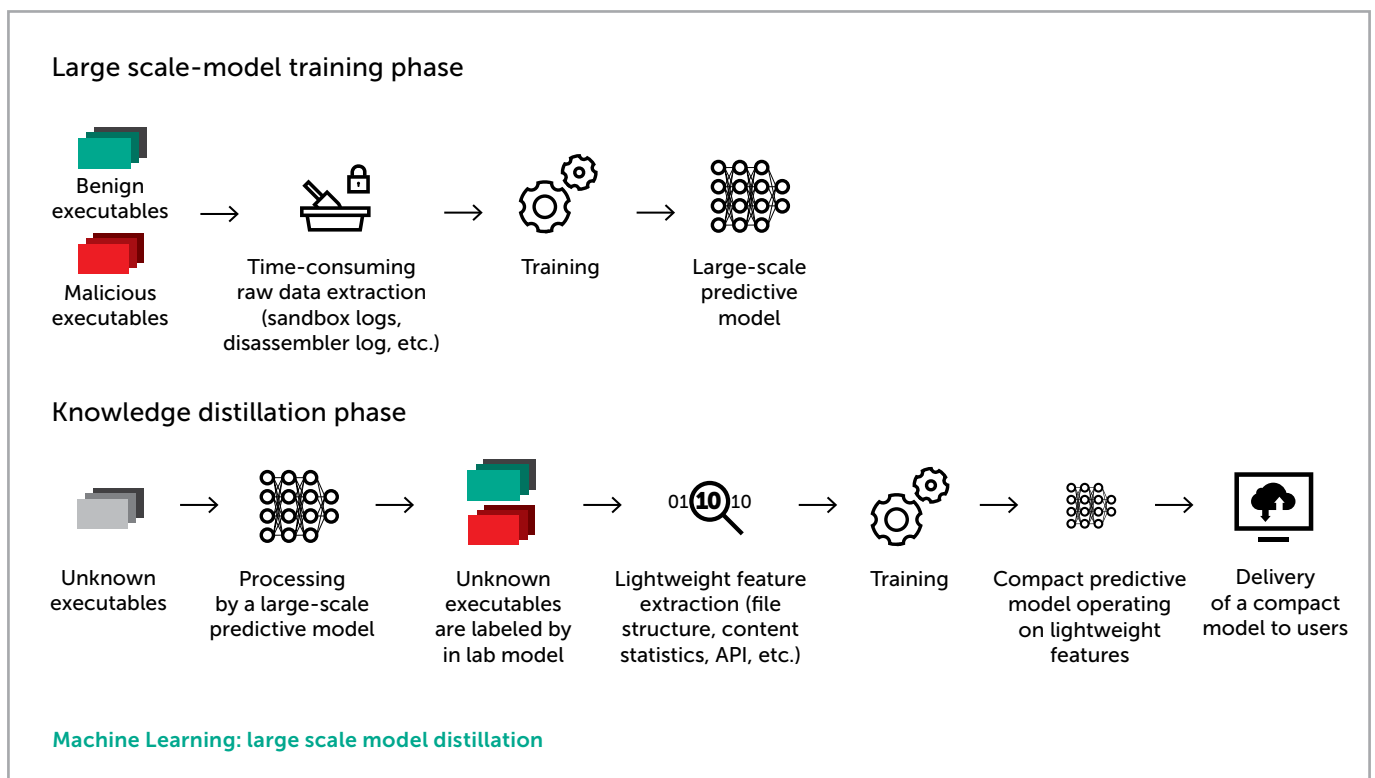 Large scale-model training phase
Benign
executables
Malicious
executables
Time-consuming
raw data extraction
(sandbox logs,
disassembler log, etc.)
Training
Large-scale
predictive
model
Knowledge distillation phase
Unknown
executables
Processing
by a large-scale
predictive model
Unknown
executables
are labeled by
in lab model
01 10 10
Lightweight feature
extraction (file
structure, content
statistics, API, etc.)
Training
Compact predictive
model operating
on lightweight
features
Delivery
of a compact
model to users
Machine Learning: large scale model distillation